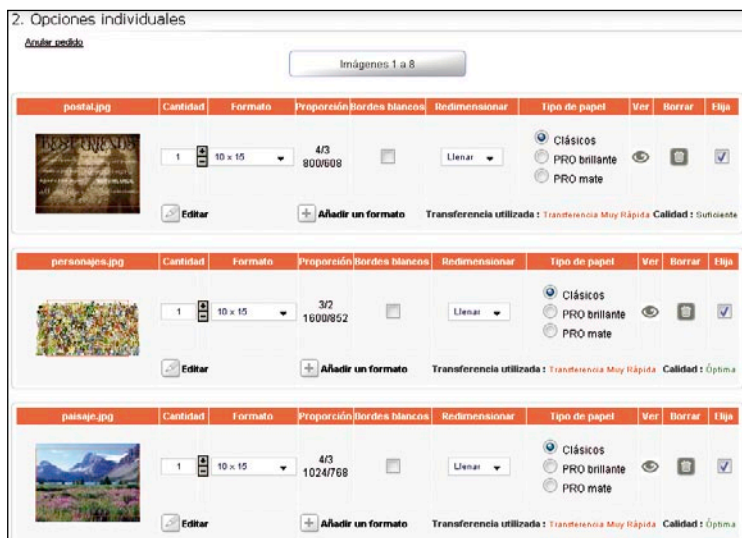 2. Opciones individuales
Anular pedido
Imágenes 1 a 8
postal.jpg Cantidad Formato Proporción Bordes blancos Redimensionar Tipo de papel Ver Borrar Elija
BEST FRIENDS
1 10 x 15 4/3 Llenar Clásicos
800/608 PRO brillante
PRO mate
Editar Añadir un formato Transferencia utilizada : Transferencia Muy Rápida Calidad : Suficiente
personajes.jpg Cantidad Formato Proporción Bordes blancos Redimensionar Tipo de papel Ver Borrar Elija
1 10 x 15 3/2 Llenar Clásicos
1600/852 PRO brillante
PRO mate
Editar Añadir un formato Transferencia utilizada : Transferencia Muy Rápida Calidad : Óptima
paisaje.jpg Cantidad Formato Proporción Bordes blancos Redimensionar Tipo de papel Ver Borrar Elija
1 10 x 15 4/3 Llenar Clásicos
1024/768 PRO brillante
PRO mate
Editar Añadir un formato Transferencia utilizada : Transferencia Muy Rápida Calidad : Óptima